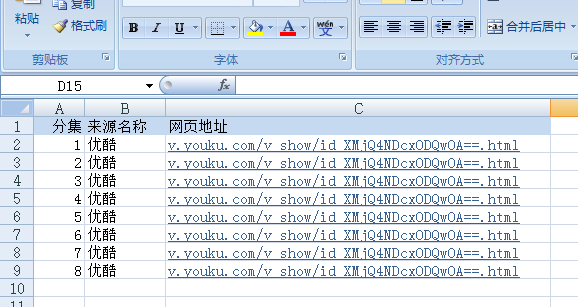 复制
粘贴
格式刷
剪贴板
B I U
A
wén
文
字体
合并后居中
对齐方式
D15
fx
A B C
1 分集 来源名称 网页地址
2 1 优酷 v.youku.com/v_show/id_XMjQ4NDcxODQwOA==.html
3 2 优酷 v.youku.com/v_show/id_XMjQ4NDcxODQwOA==.html
4 3 优酷 v.youku.com/v_show/id_XMjQ4NDcxODQwOA==.html
5 4 优酷 v.youku.com/v_show/id_XMjQ4NDcxODQwOA==.html
6 5 优酷 v.youku.com/v_show/id_XMjQ4NDcxODQwOA==.html
7 6 优酷 v.youku.com/v_show/id_XMjQ4NDcxODQwOA==.html
8 7 优酷 v.youku.com/v_show/id_XMjQ4NDcxODQwOA==.html
9 8 优酷 v.youku.com/v_show/id_XMjQ4NDcxODQwOA==.html
10
11